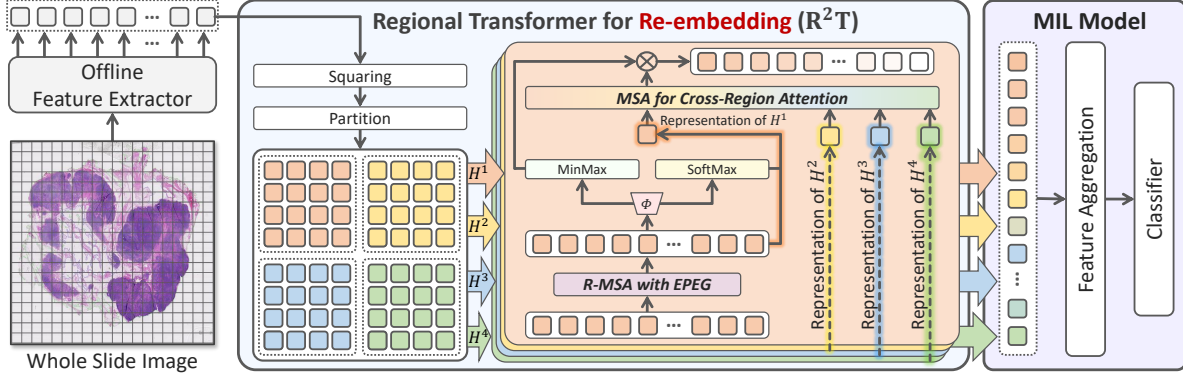 Offline
Feature Extractor
Whole Slide Image
Regional Transformer for Re-embedding (R²T)
Squaring
Partition
H¹
H²
H³
H⁴
MSA for Cross-Region Attention
Representation of H¹
MinMax
SoftMax
Φ
R-MSA with EPEG
Representation of H²
Representation of H³
Representation of H⁴
MIL Model
Feature Aggregation
Classifier